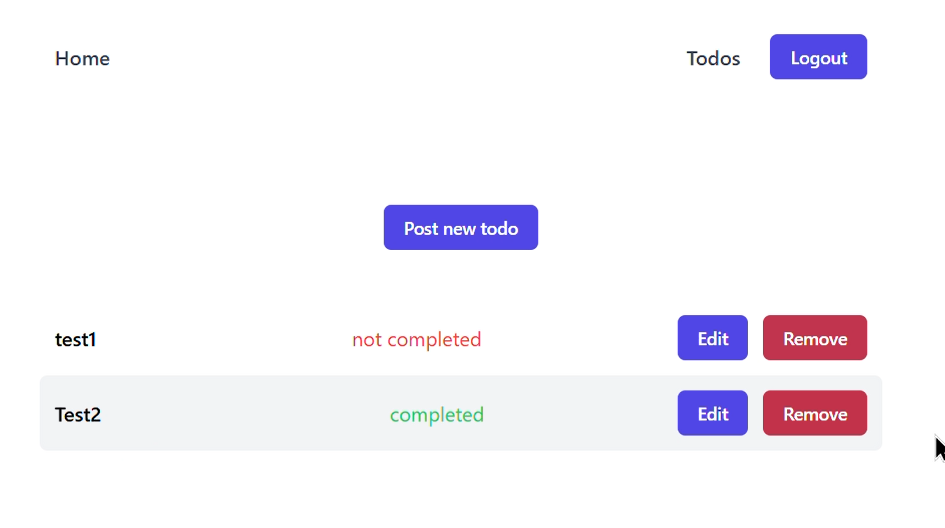 Home Todos Logout
Post new todo
test1 not completed Edit Remove
Test2 completed Edit Remove